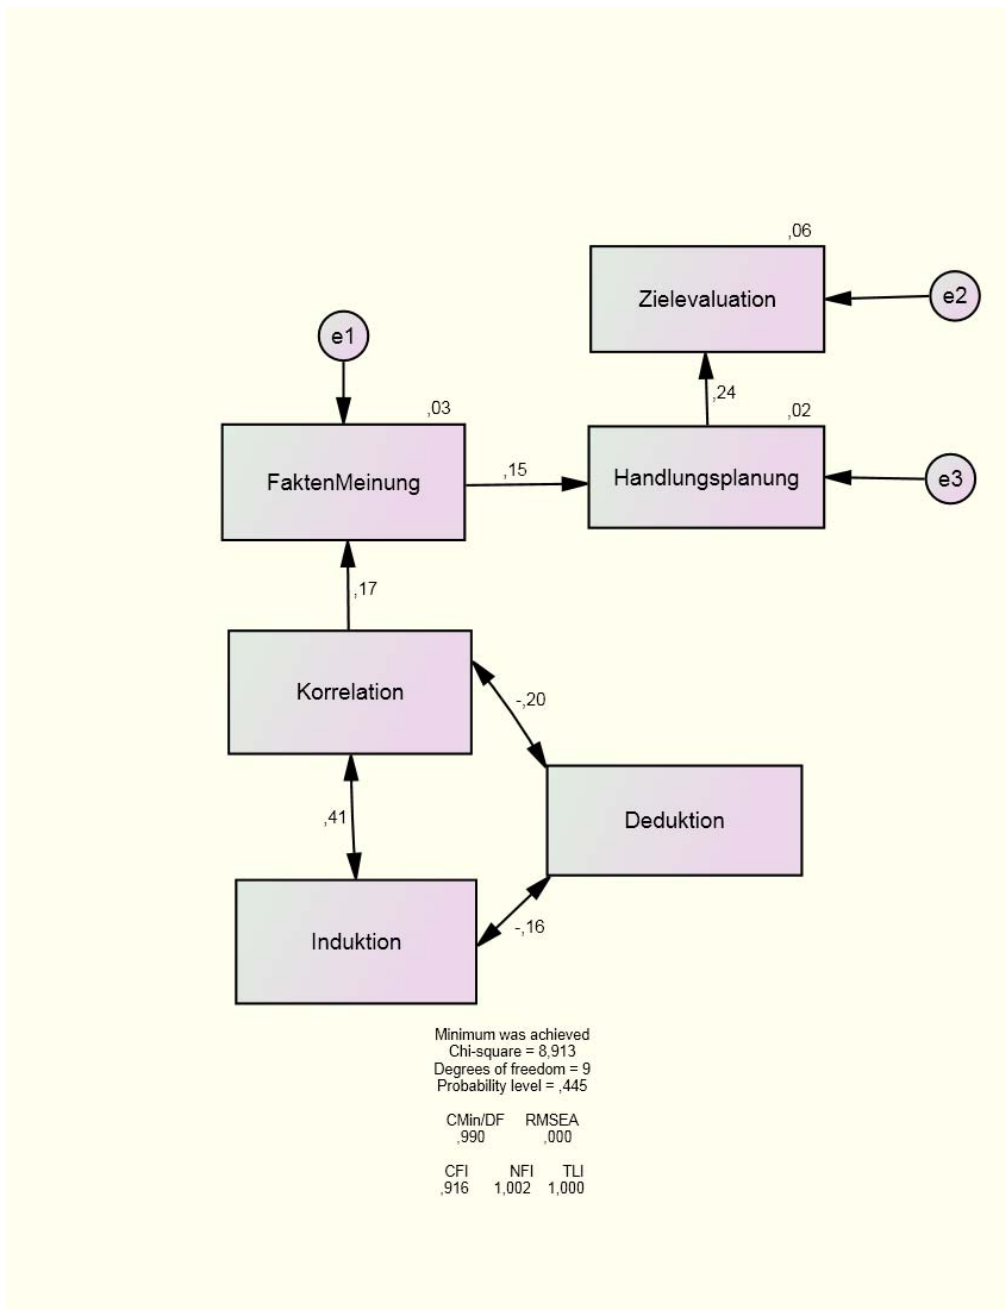 ,06
Zielevaluation
e2
e1
,24
,03
,02
FaktenMeinung
,15
Handlungsplanung
e3
,17
Korrelation
-,20
,41
Deduktion
-,16
Induktion
Minimum was achieved
Chi-square = 8,913
Degrees of freedom = 9
Probability level = ,445
CMin/DF RMSEA
,990 ,000
CFI NFI TLI
,916 1,002 1,000